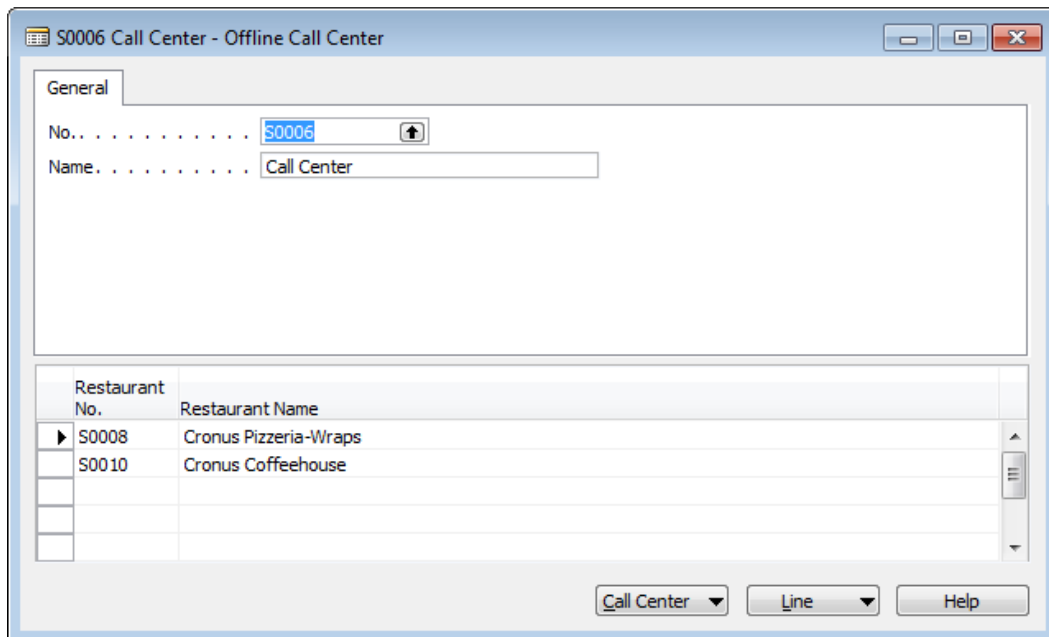 S0006 Call Center - Offline Call Center
General
No.. . . . . . . . . . . S0006
Name. . . . . . . . . . Call Center
Restaurant
No. Restaurant Name
S0008 Cronus Pizzeria-Wraps
S0010 Cronus Coffeehouse
Call Center Line Help